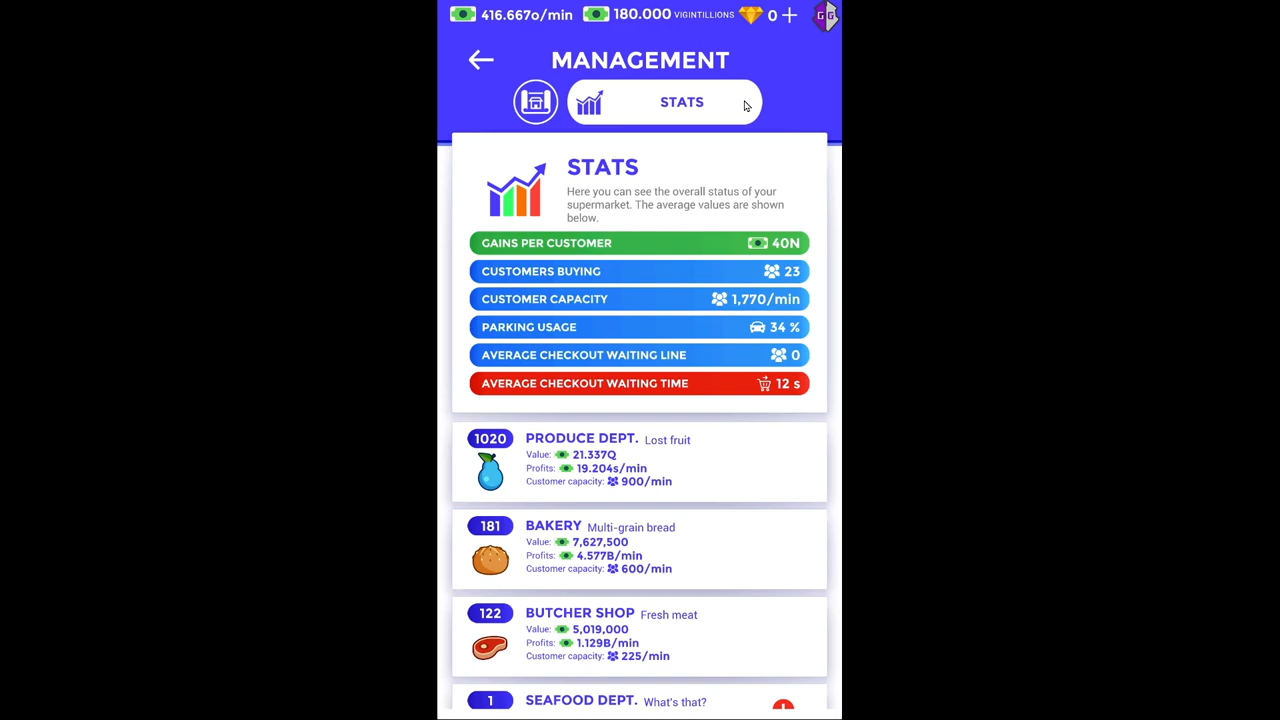 416.667o/min 180.000 VIGINTILLIONS 0 + GG
MANAGEMENT
STATS
STATS
Here you can see the overall status of your
supermarket. The average values are shown
below.
GAINS PER CUSTOMER 40N
CUSTOMERS BUYING 23
CUSTOMER CAPACITY 1,770/min
PARKING USAGE 34 %
AVERAGE CHECKOUT WAITING LINE 0
AVERAGE CHECKOUT WAITING TIME 12 s
1020 PRODUCE DEPT. Lost fruit
Value: 21.337Q
Profits: 19.204s/min
Customer capacity: 900/min
181 BAKERY Multi-grain bread
Value: 7,627,500
Profits: 4.577B/min
Customer capacity: 600/min
122 BUTCHER SHOP Fresh meat
Value: 5,019,000
Profits: 1.129B/min
Customer capacity: 225/min
1 SEAFOOD DEPT. What's that?